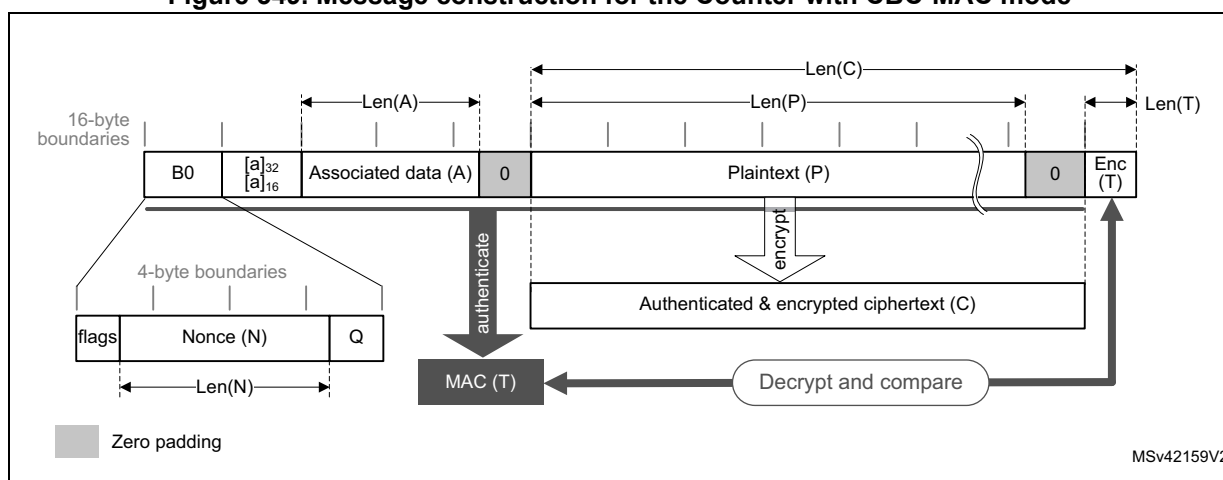 Figure 340. Message construction for the Counter with CBC-MAC mode
Len(C)
Len(A)
Len(P)
Len(T)
16-byte
boundaries
B0
[a]32
[a]16
Associated data (A)
0
Plaintext (P)
0
Enc
(T)
authenticate
encrypt
4-byte boundaries
Authenticated & encrypted ciphertext (C)
flags
Nonce (N)
Q
Len(N)
MAC (T)
Decrypt and compare
Zero padding
MSv42159V2